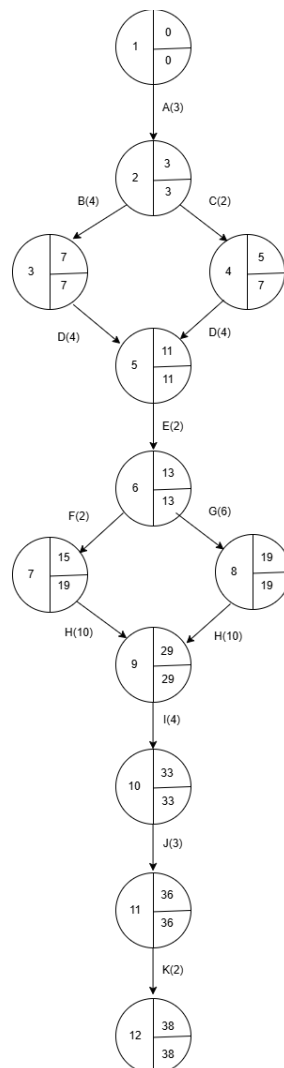 1 0
0
A(3)
2 3
3
B(4) C(2)
3 7
7
4 5
7
D(4) D(4)
5 11
11
E(2)
6 13
13
F(2) G(6)
7 15
19
8 19
19
H(10) H(10)
9 29
29
I(4)
10 33
33
J(3)
11 36
36
K(2)
12 38
38